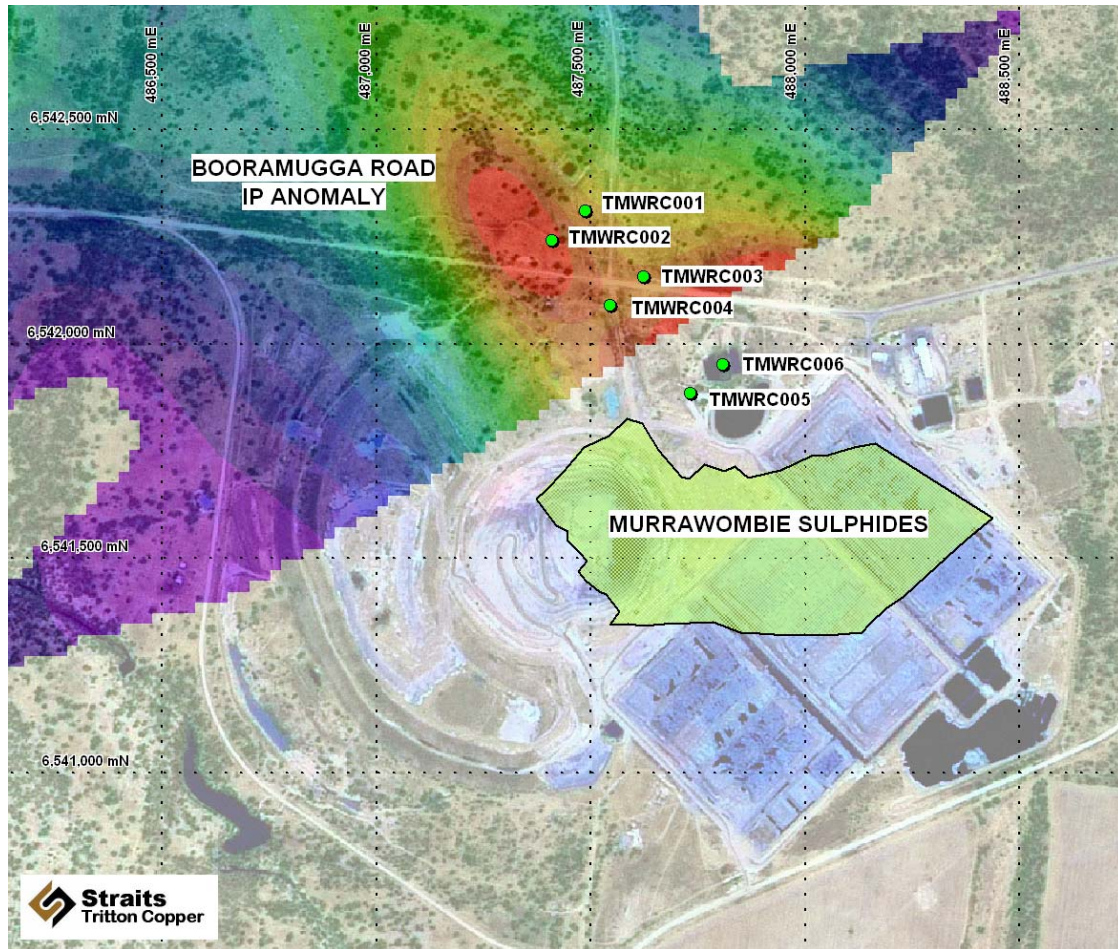 486,500 mE
487,000 mE
487,500 mE
488,000 mE
488,500 mE
6,542,500 mN
BOORAMUGGA ROAD
IP ANOMALY
TMWRC001
TMWRC002
TMWRC003
TMWRC004
6,542,000 mN
TMWRC006
TMWRC005
MURRAWOMBIE SULPHIDES
6,541,500 mN
6,541,000 mN
Straits
Tritton Copper